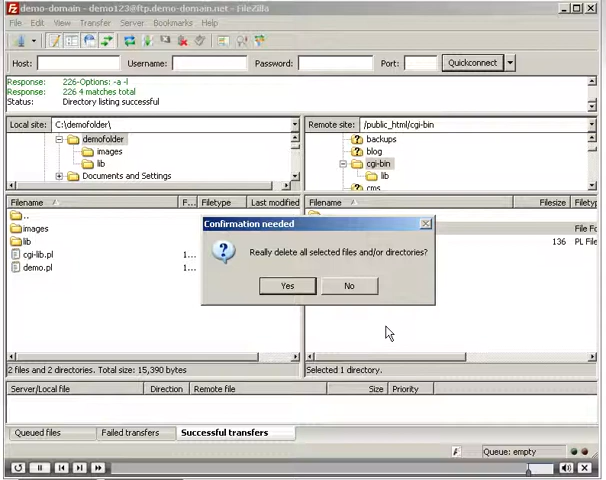 demo-domain - demo123@ftp.demo-domain.net - FileZilla
File Edit View Transfer Server Bookmarks Help
Host: Username: Password: Port: Quickconnect
Response: 226-Options: -a -l
Response: 226 4 matches total
Status: Directory listing successful
Local site: C:\demofolder\
demofolder
images
lib
Documents and Settings
Remote site: /public_html/cgi-bin
backups
blog
cgi-bin
lib
cms
Filename F... Filetype Last modified
..
images
lib
cgi-lib.pl 1...
demo.pl 1...
2 files and 2 directories. Total size: 15,390 bytes
Filename Filesize Filetyp
File Fo
136 PL File
Selected 1 directory.
Confirmation needed
Really delete all selected files and/or directories?
Yes No
Server/Local file Direction Remote file Size Priority
Queued files Failed transfers Successful transfers
Queue: empty